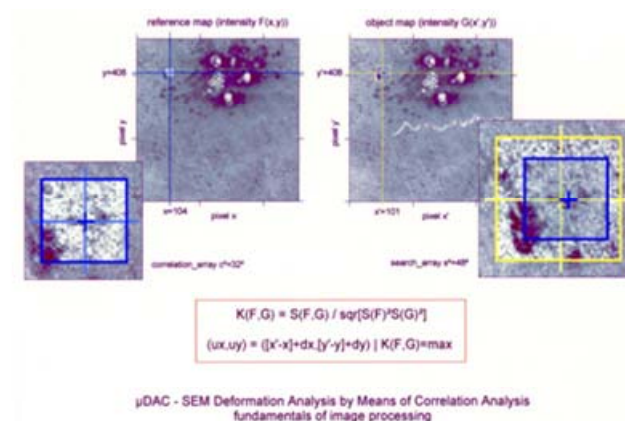 reference map (intensity F(x,y))
object map (intensity G(x',y'))
y=408
y'=408
pixel y
pixel y'
x=104
pixel x
x'=101
pixel x'
correlation_array c²=32²
search_array s²=48²
K(F,G) = S(F,G) / sqr[S(F)²S(G)²]
(ux,uy) = ([x'-x]+dx,[y'-y]+dy) | K(F,G)=max
µDAC - SEM Deformation Analysis by Means of Correlation Analysis
fundamentals of image processing